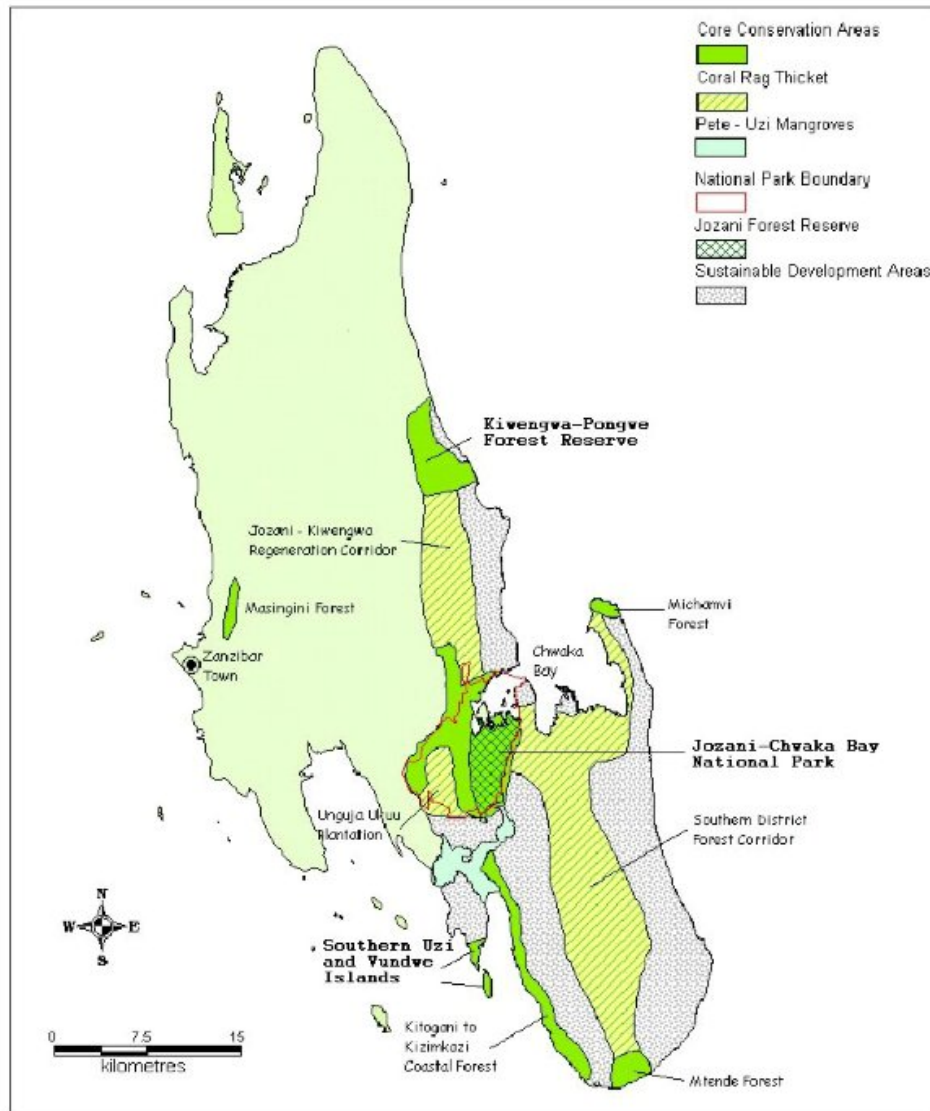 Core Conservation Areas
Coral Rag Thicket
Pete - Uzi Mangroves
National Park Boundary
Jozani Forest Reserve
Sustainable Development Areas
Kiwengwa-Pongwe
Forest Reserve
Jozani - Kiwengwa
Regeneration Corridor
Masingini Forest
Michamvii
Forest
Zanzibar
Town
Chwaka
Bay
Jozani-Chwaka Bay
National Park
Unguja Ukuu
Plantation
Southern District
Forest Corridor
N
W E
S
Southern Uzi
and Vundwe
Islands
0 7.5 15
kilometres
Kitogani to
Kizimkazi
Coastal Forest
Mtende Forest